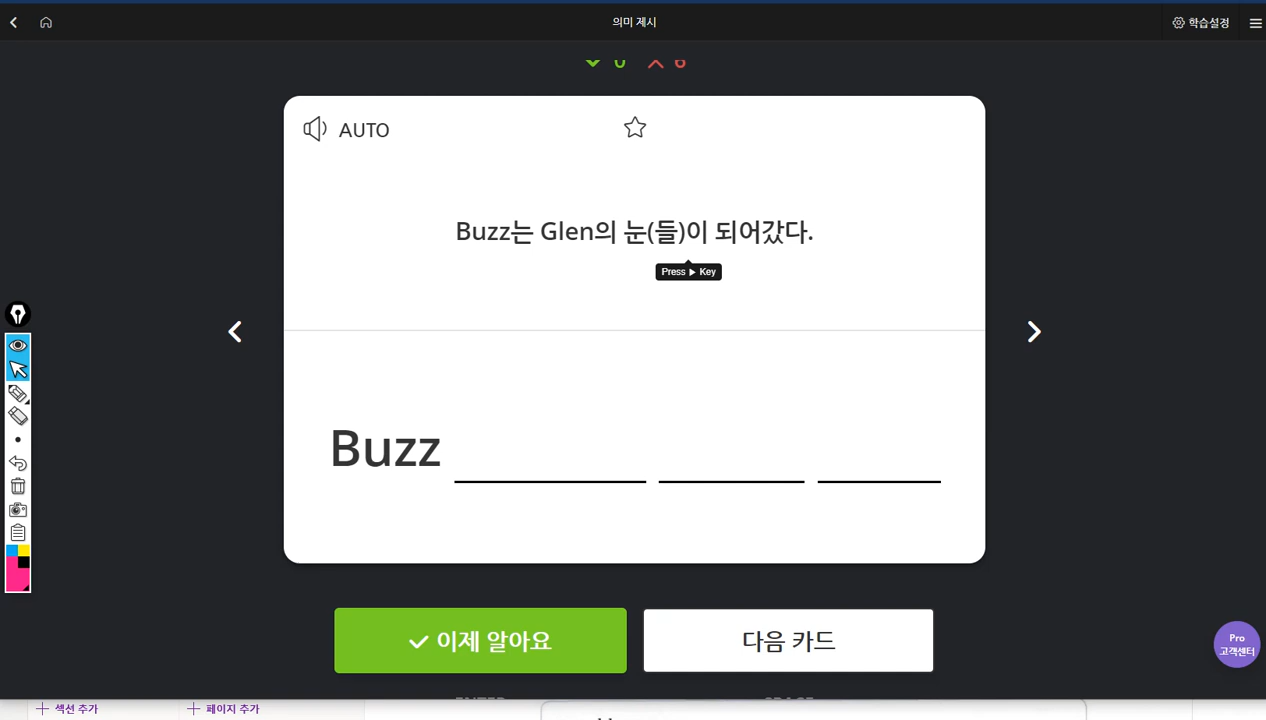 의미 제시
학습설정
AUTO
Buzz는 Glen의 눈(들)이 되어갔다.
Press ▶ Key
Buzz
이제 알아요
다음 카드
Pro
고객센터
섹션 추가
페이지 추가